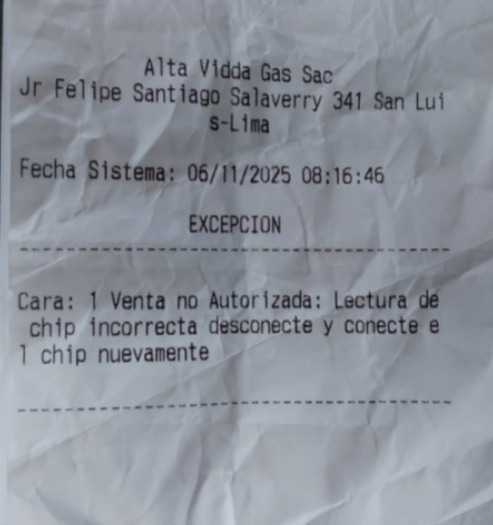 Alta Vidda Gas Sac
Jr Felipe Santiago Salaverry 341 San Lui
s-Lima
Fecha Sistema: 06/11/2025 08:16:46
EXCEPCION
Cara: 1 Venta no Autorizada: Lectura de
chip incorrecta desconecte y conecte e
l chip nuevamente